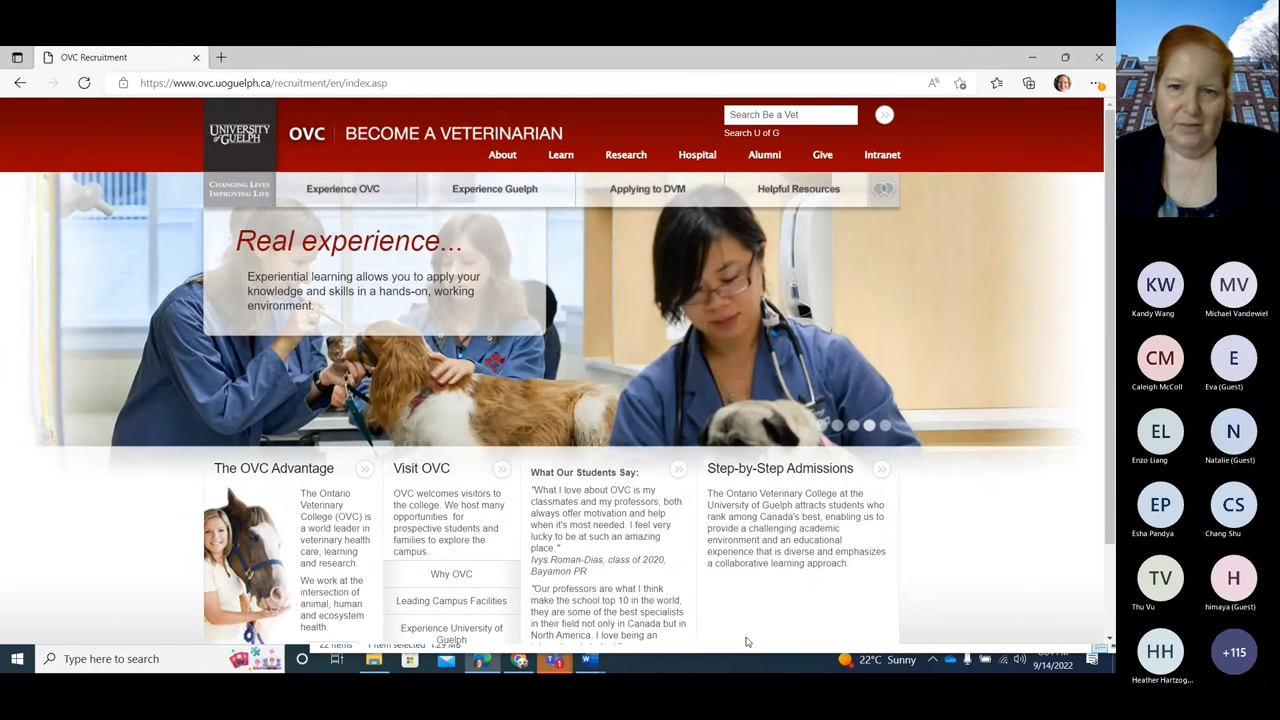 OVC Recruitment
https://www.ovc.uoguelph.ca/recruitment/en/index.asp
UNIVERSITY
of GUELPH
CHANGING LIVES
IMPROVING LIFE
OVC | BECOME A VETERINARIAN
Search Be a Vet
Search U of G
About Learn Research Hospital Alumni Give Intranet
Experience OVC Experience Guelph Applying to DVM Helpful Resources
Real experience...
Experiential learning allows you to apply your
knowledge and skills in a hands-on, working
environment.
The OVC Advantage
The Ontario
Veterinary
College (OVC) is
a world leader in
veterinary health
care, learning
and research.
We work at the
intersection of
animal, human
and ecosystem
health.
Visit OVC
OVC welcomes visitors to
the college. We host many
opportunities for
prospective students and
families to explore the
campus.
Why OVC
Leading Campus Facilities
Experience University of
Guelph
What Our Students Say:
"What I love about OVC is my
classmates and my professors, both
always offer motivation and help
when it's most needed. I feel very
lucky to be at such an amazing
place."
Ivys Roman-Dias, class of 2020,
Bayamon PR
"Our professors are what I think
make the school top 10 in the world,
they are some of the best specialists
in their field not only in Canada but in
North America. I love being an
Step-by-Step Admissions
The Ontario Veterinary College at the
University of Guelph attracts students who
rank among Canada's best, enabling us to
provide a challenging academic
environment and an educational
experience that is diverse and emphasizes
a collaborative learning approach.
22 items 1 item selected 1.29 MB
Type here to search
22°C Sunny
9/14/2022
KW MV
Kandy Wang Michael Vandewiel
CM E
Caleigh McColl Eva (Guest)
EL N
Enzo Liang Natalie (Guest)
EP CS
Esha Pandya Chang Shu
TV H
Thu Vu himaya (Guest)
HH +115
Heather Hartzog...